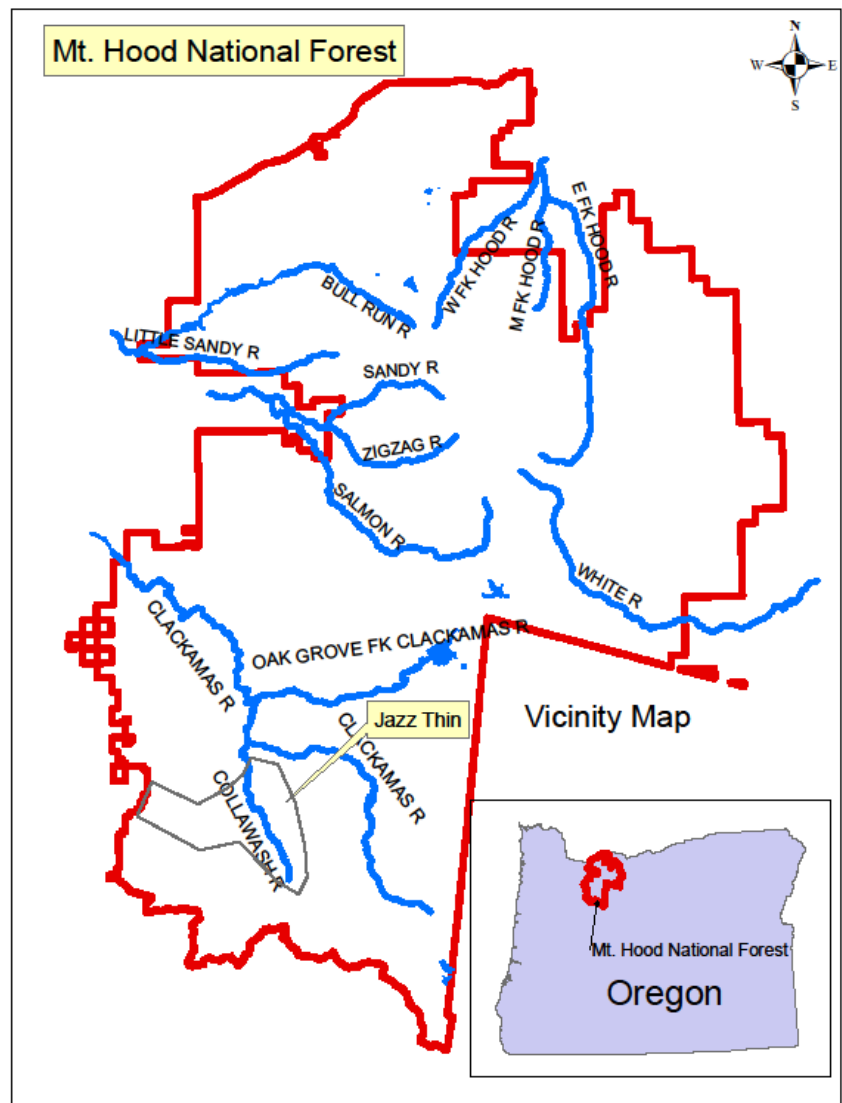 Mt. Hood National Forest
N
W
E
S
E FK HOOD R
W FK HOOD R
M FK HOOD R
BULL RUN R
LITTLE SANDY R
SANDY R
ZIGZAG R
SALMON R
WHITE R
CLACKAMAS R
OAK GROVE FK CLACKAMAS R
Jazz Thin
CLACKAMAS R
Vicinity Map
COLLAWASH R
Mt. Hood National Forest
Oregon